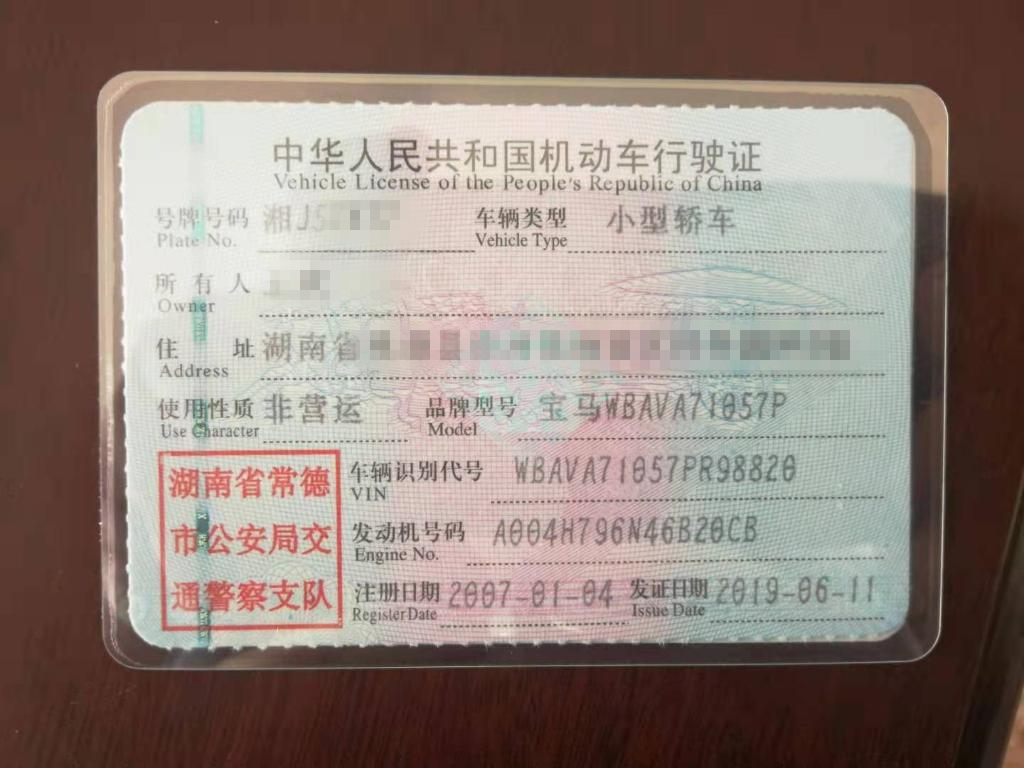 中华人民共和国机动车行驶证
Vehicle License of the People's Republic of China
号牌号码 湘J5 车辆类型 小型轿车
Plate No. Vehicle Type
所有人
Owner
住址 湖南省
Address
使用性质 非营运 品牌型号 宝马WBAVA71057P
Use Character Model
车辆识别代号 WBAVA71057PR98820
VIN
发动机号码 A004H796N46B20CB
Engine No.
注册日期 2007-01-04 发证日期 2019-06-11
Register Date Issue Date
湖南省常德
市公安局交
通警察支队